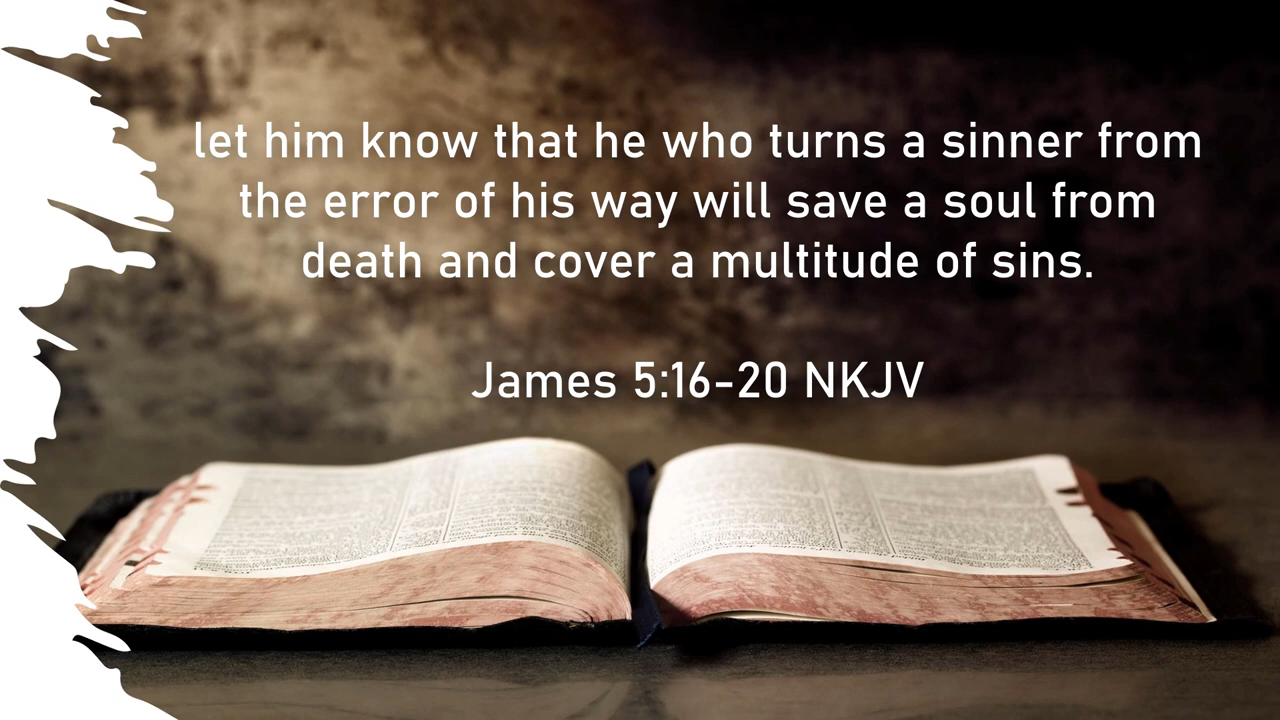 let him know that he who turns a sinner from
the error of his way will save a soul from
death and cover a multitude of sins.
James 5:16-20 NKJV